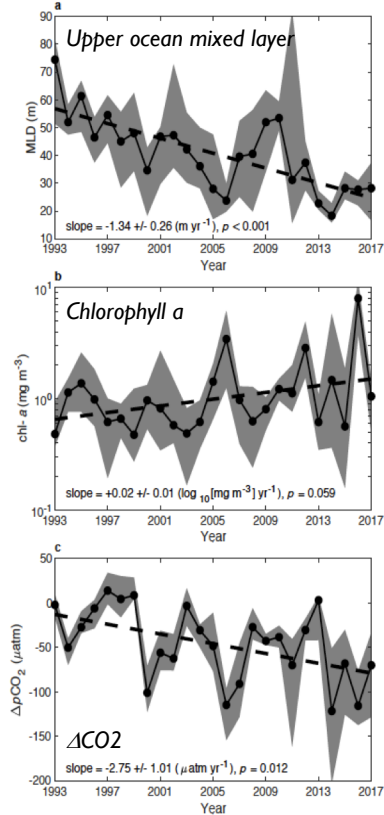 a
Upper ocean mixed layer
90
80
70
60
50
40
30
20
10
MLD (m)
slope = -1.34 +/- 0.26 (m yr⁻¹), p < 0.001
1993 1997 2001 2005 2009 2013 2017
Year
b
Chlorophyll a
10¹
10⁰
10⁻¹
chl- a (mg m⁻³)
slope = +0.02 +/- 0.01 (log ₁₀[mg m⁻³] yr⁻¹), p = 0.059
1993 1997 2001 2005 2009 2013 2017
Year
c
50
0
-50
-100
-150
-200
ΔpCO₂ (μatm)
ΔCO2
slope = -2.75 +/- 1.01 (μatm yr⁻¹), p = 0.012
1993 1997 2001 2005 2009 2013 2017
Year